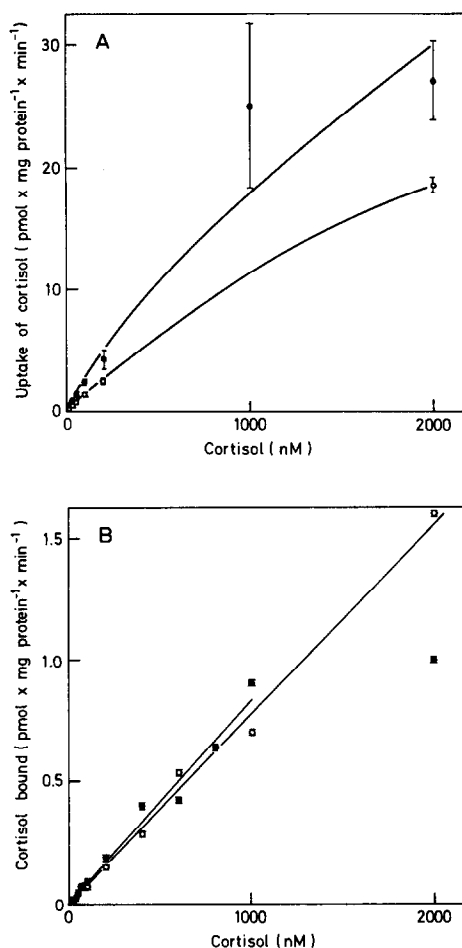 A
30
20
10
0
Uptake of cortisol ( pmol x mg protein⁻¹ x min⁻¹ )
0
1000
2000
Cortisol ( nM )
B
1.5
1.0
0.5
0
Cortisol bound ( pmol x mg protein⁻¹ x min⁻¹ )
0
1000
2000
Cortisol ( nM )